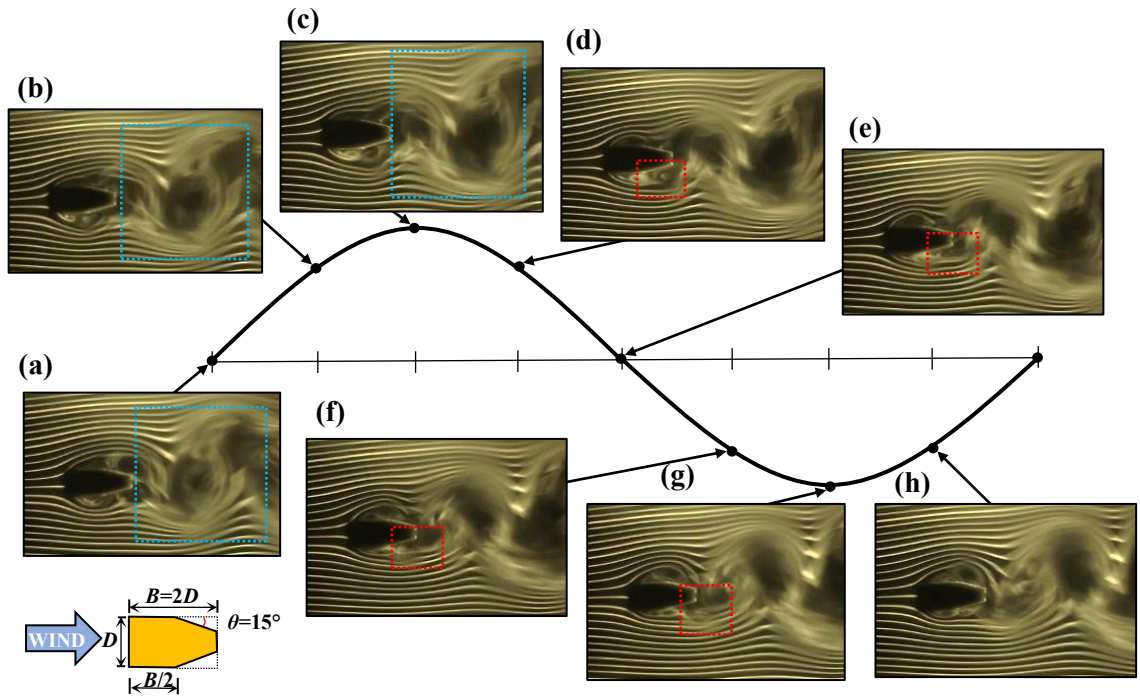 (c)
(d)
(b)
(e)
(a)
(f)
(g)
(h)
B=2D
θ=15°
WIND
D
B/2